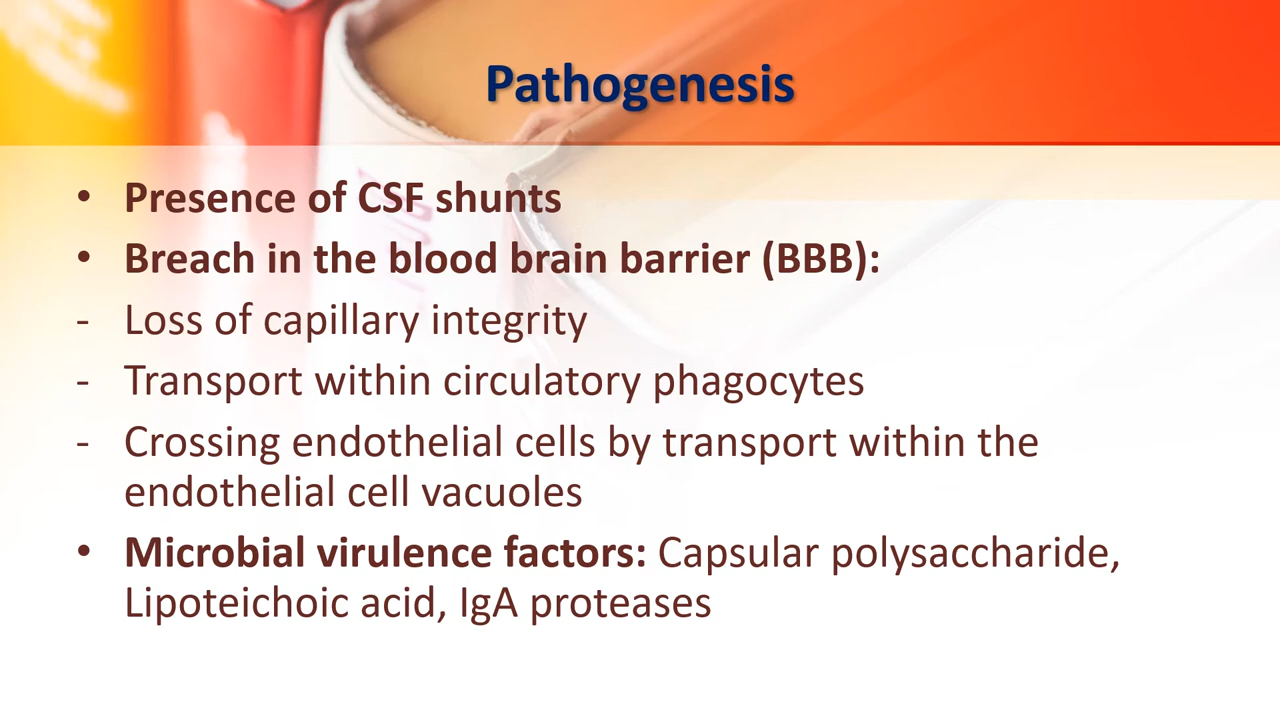 Pathogenesis
• Presence of CSF shunts
• Breach in the blood brain barrier (BBB):
- Loss of capillary integrity
- Transport within circulatory phagocytes
- Crossing endothelial cells by transport within the
endothelial cell vacuoles
• Microbial virulence factors: Capsular polysaccharide,
Lipoteichoic acid, IgA proteases